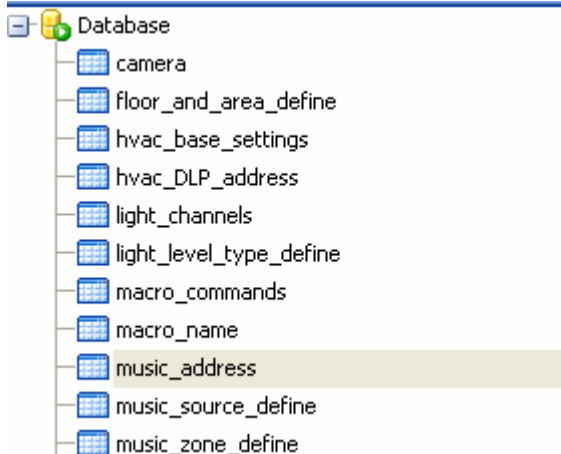 Database
camera
floor_and_area_define
hvac_base_settings
hvac_DLP_address
light_channels
light_level_type_define
macro_commands
macro_name
music_address
music_source_define
music_zone_define